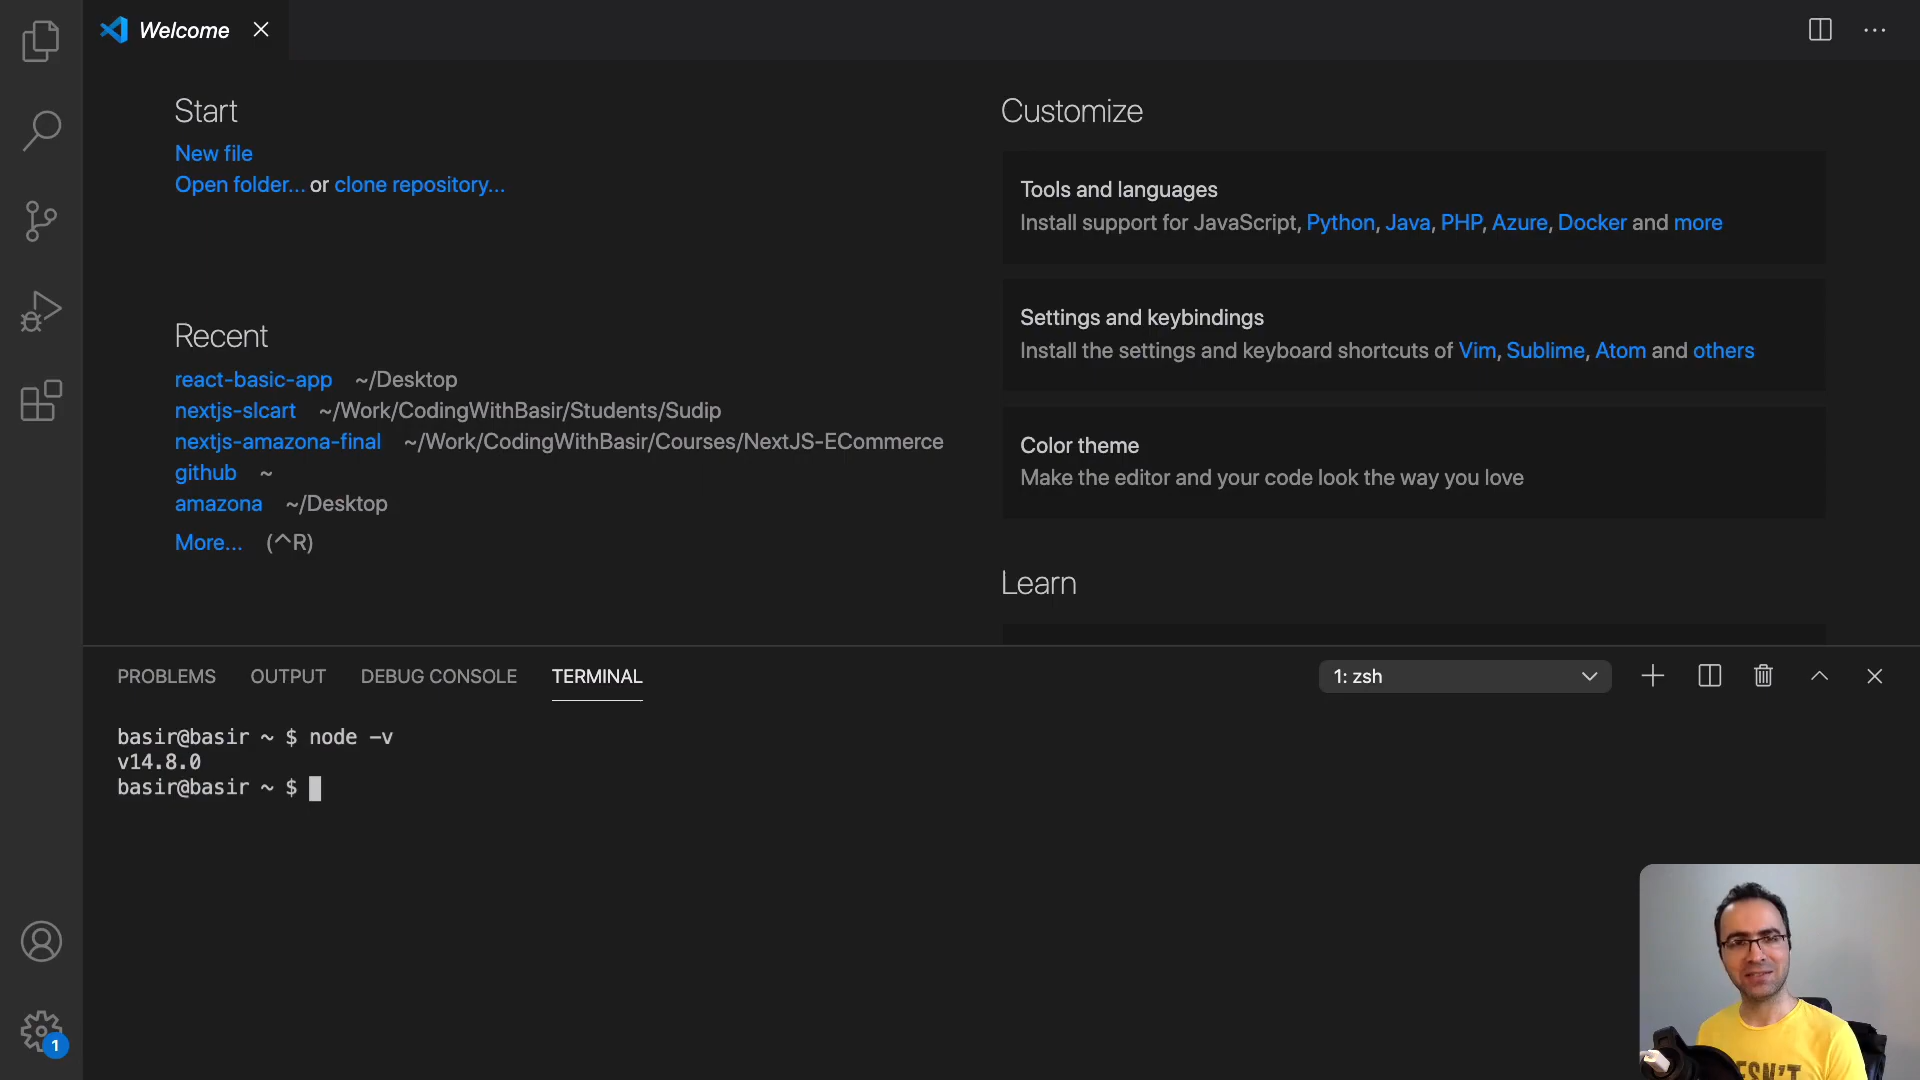 Welcome
Start
New file
Open folder... or clone repository...
Recent
react-basic-app ~/Desktop
nextjs-slcart ~/Work/CodingWithBasir/Students/Sudip
nextjs-amazona-final ~/Work/CodingWithBasir/Courses/NextJS-ECommerce
github ~
amazona ~/Desktop
More... (^R)
Customize
Tools and languages
Install support for JavaScript, Python, Java, PHP, Azure, Docker and more
Settings and keybindings
Install the settings and keyboard shortcuts of Vim, Sublime, Atom and others
Color theme
Make the editor and your code look the way you love
Learn
PROBLEMS OUTPUT DEBUG CONSOLE TERMINAL
1: zsh
basir@basir ~ $ node -v
v14.8.0
basir@basir ~ $
1